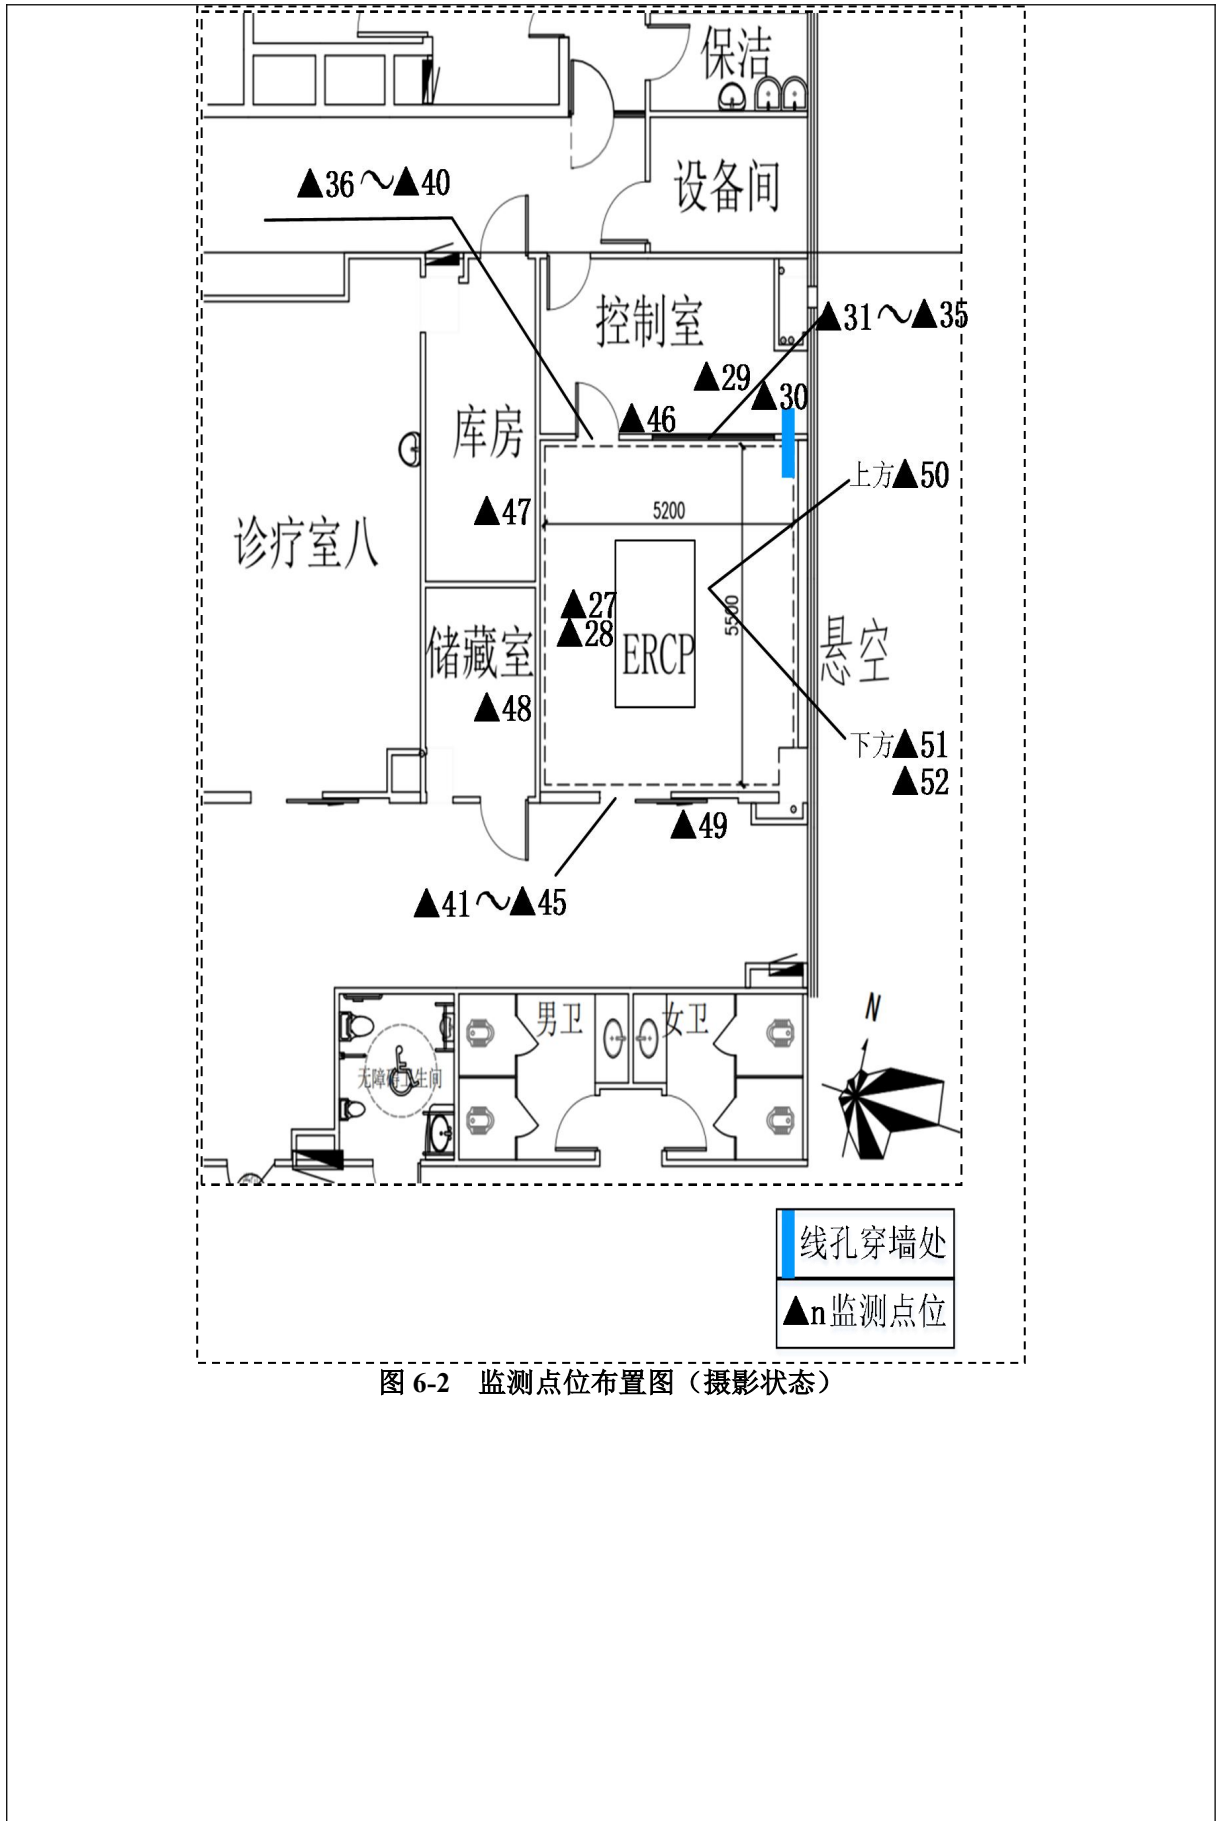 保洁
设备间
▲36～▲40
控制室
▲31～▲35
▲29
▲30
▲46
库房
上方▲50
▲47
5200
诊疗室八
▲27
▲28
5500
ERCP
储藏室
悬空
▲48
下方▲51
▲52
▲49
▲41～▲45
男卫
女卫
N
无障碍卫生间
线孔穿墙处
▲n监测点位
图 6-2 监测点位布置图（摄影状态）